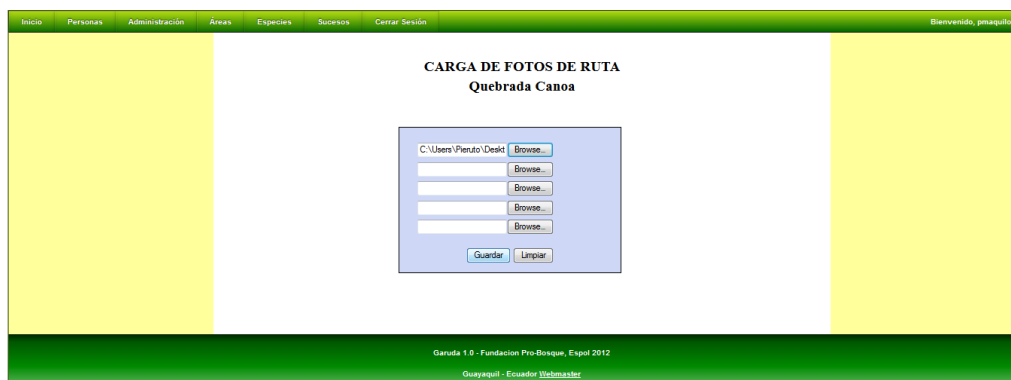 Inicio Personas Administración Áreas Especies Sucesos Cerrar Sesión Bienvenido, pmaquilo
CARGA DE FOTOS DE RUTA
Quebrada Canoa
C:\Users\Pieruto\Deskt Browse...
Browse...
Browse...
Browse...
Browse...
Guardar Limpiar
Garuda 1.0 - Fundacion Pro-Bosque, Espol 2012
Guayaquil - Ecuador Webmaster